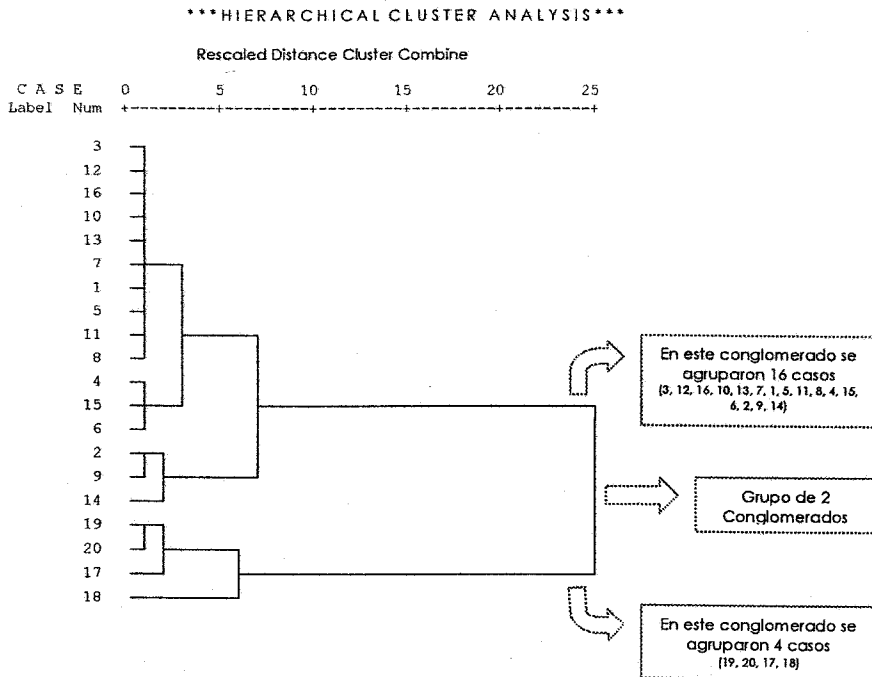 ***HIERARCHICAL CLUSTER ANALYSIS***
Rescaled Distance Cluster Combine
C A S E 0 5 10 15 20 25
Label Num +---------+---------+---------+---------+---------+
3
12
16
10
13
7
1
5
11
8
4
15
6
2
9
14
19
20
17
18
En este conglomerado se
agruparon 16 casos
(3, 12, 16, 10, 13, 7, 1, 5, 11, 8, 4, 15,
6, 2, 9, 14)
Grupo de 2
Conglomerados
En este conglomerado se
agruparon 4 casos
(19, 20, 17, 18)